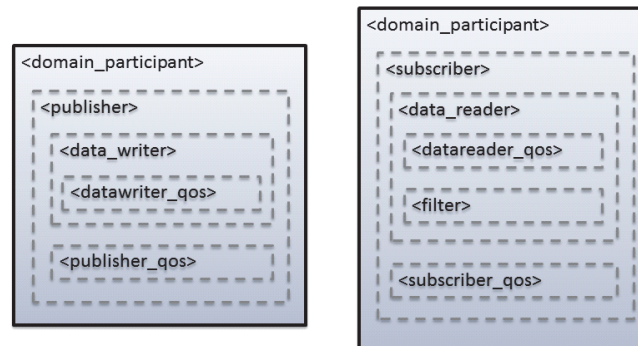 <domain_participant>
<publisher>
<data_writer>
<datawriter_qos>
<publisher_qos>
<domain_participant>
<subscriber>
<data_reader>
<datareader_qos>
<filter>
<subscriber_qos>